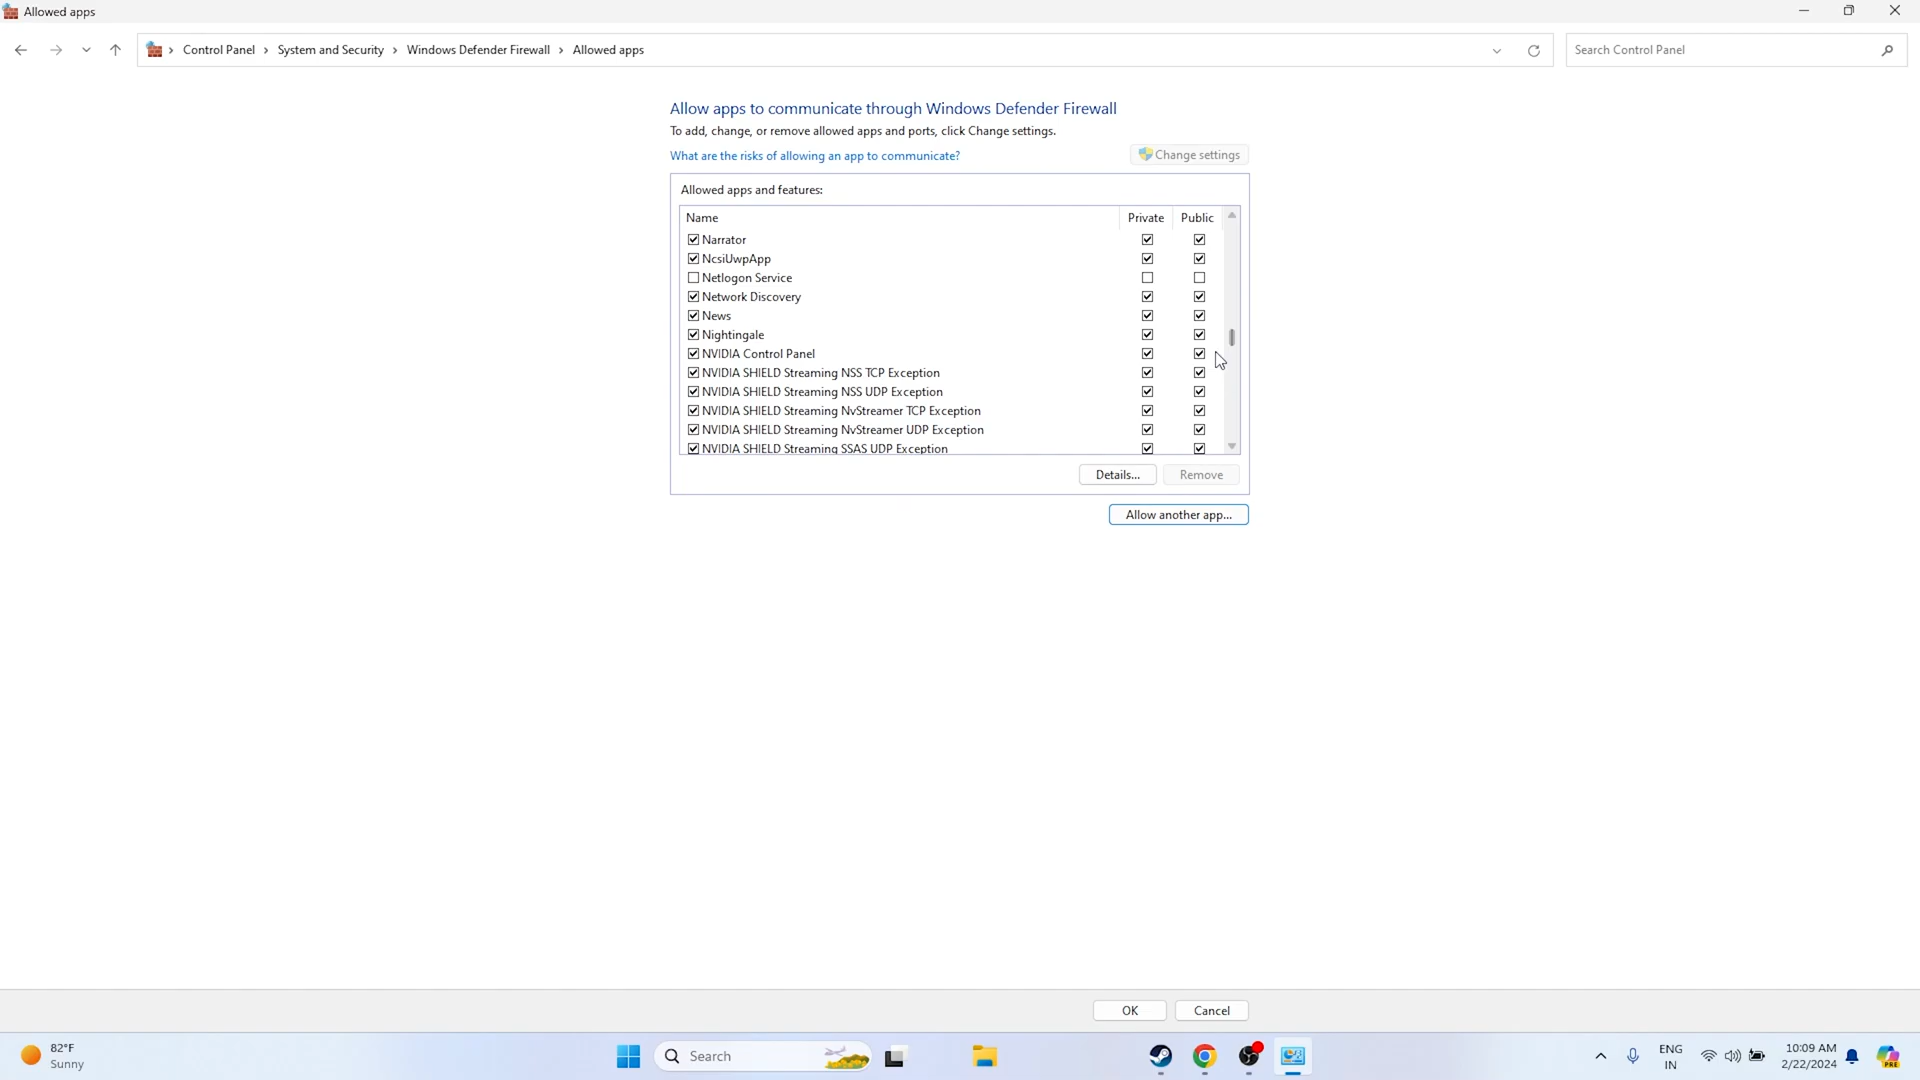 Allowed apps
Control Panel > System and Security > Windows Defender Firewall > Allowed apps
Search Control Panel
Allow apps to communicate through Windows Defender Firewall
To add, change, or remove allowed apps and ports, click Change settings.
What are the risks of allowing an app to communicate?
Change settings
Allowed apps and features:
Name Private Public
Narrator
NcsiUwpApp
Netlogon Service
Network Discovery
News
Nightingale
NVIDIA Control Panel
NVIDIA SHIELD Streaming NSS TCP Exception
NVIDIA SHIELD Streaming NSS UDP Exception
NVIDIA SHIELD Streaming NvStreamer TCP Exception
NVIDIA SHIELD Streaming NvStreamer UDP Exception
NVIDIA SHIELD Streaming SSAS UDP Exception
Details... Remove
Allow another app...
OK Cancel
82°F
Sunny
Search
ENG
IN
10:09 AM
2/22/2024
PRE